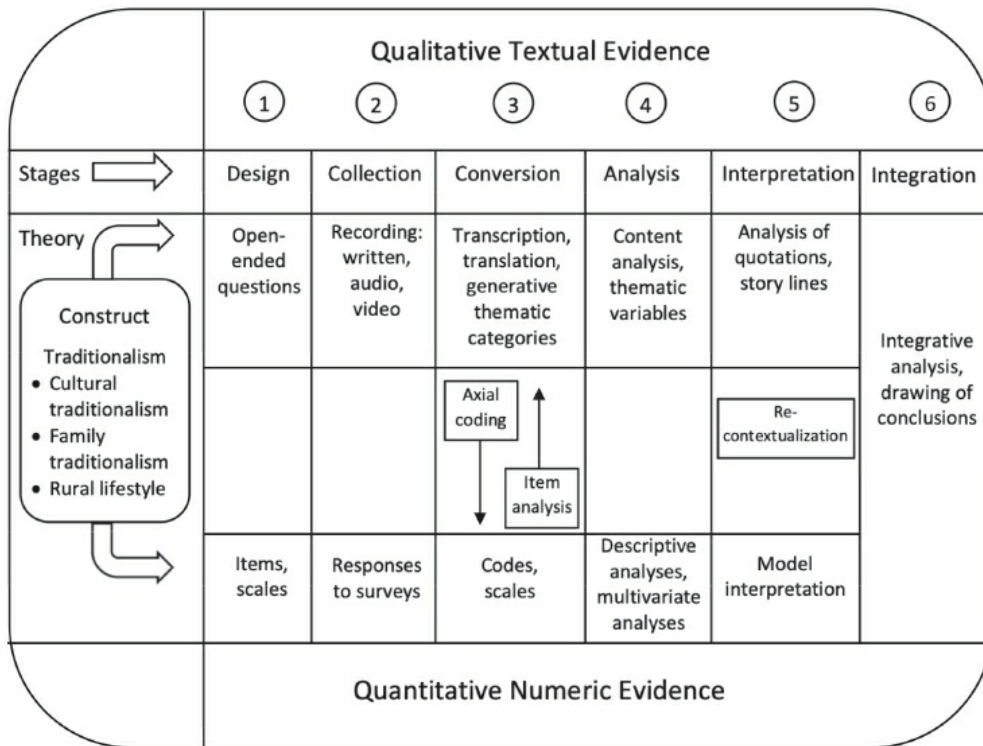 Qualitative Textual Evidence
1
2
3
4
5
6
Stages
Design
Collection
Conversion
Analysis
Interpretation
Integration
Theory
Construct
Traditionalism
• Cultural
traditionalism
• Family
traditionalism
• Rural lifestyle
Open-
ended
questions
Recording:
written,
audio,
video
Transcription,
translation,
generative
thematic
categories
Content
analysis,
thematic
variables
Analysis of
quotations,
story lines
Axial
coding
Item
analysis
Re-
contextualization
Integrative
analysis,
drawing of
conclusions
Items,
scales
Responses
to surveys
Codes,
scales
Descriptive
analyses,
multivariate
analyses
Model
interpretation
Quantitative Numeric Evidence